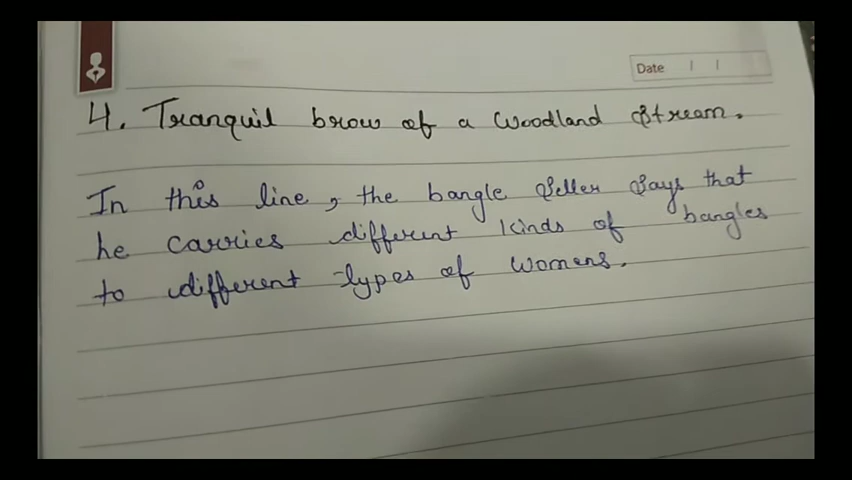 Date / /
4. Tranquil brow of a woodland stream.
In this line, the bangle seller says that
he carries different kinds of bangles
to different types of womens.